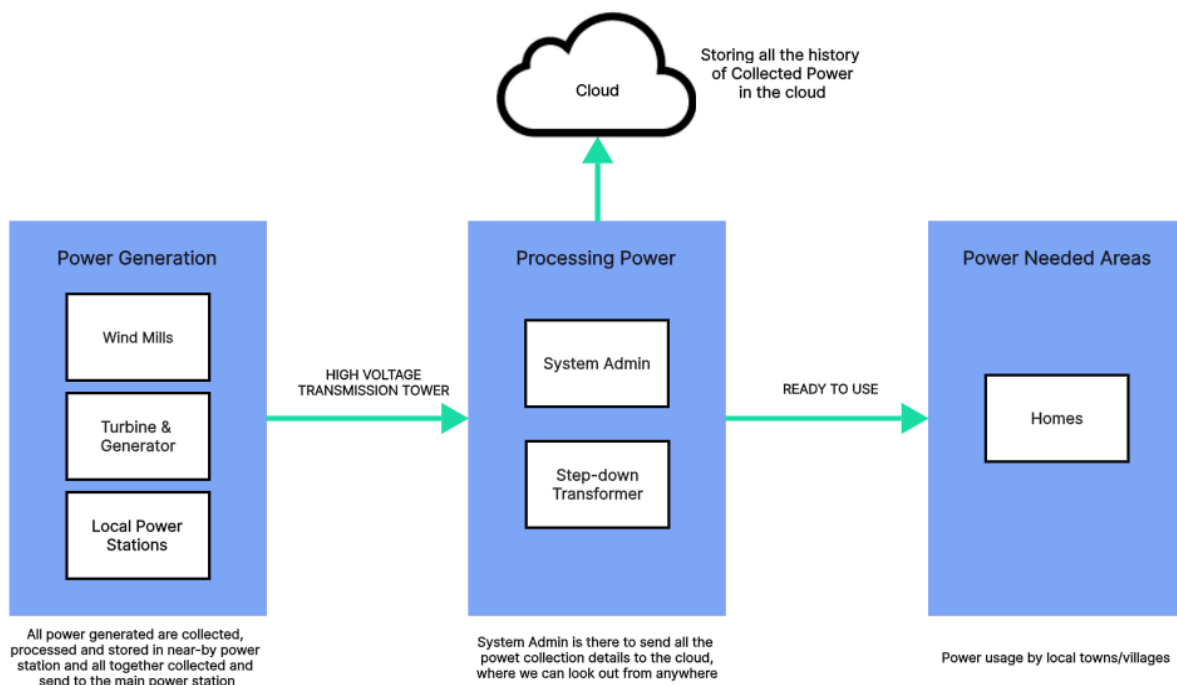 Cloud
Storing all the history
of Collected Power
in the cloud
Power Generation
Wind Mills
Turbine &
Generator
Local Power
Stations
HIGH VOLTAGE
TRANSMISSION TOWER
Processing Power
System Admin
Step-down
Transformer
READY TO USE
Power Needed Areas
Homes
All power generated are collected,
processed and stored in near-by power
station and all together collected and
send to the main power station
System Admin is there to send all the
powet collection details to the cloud,
where we can look out from anywhere
Power usage by local towns/villages